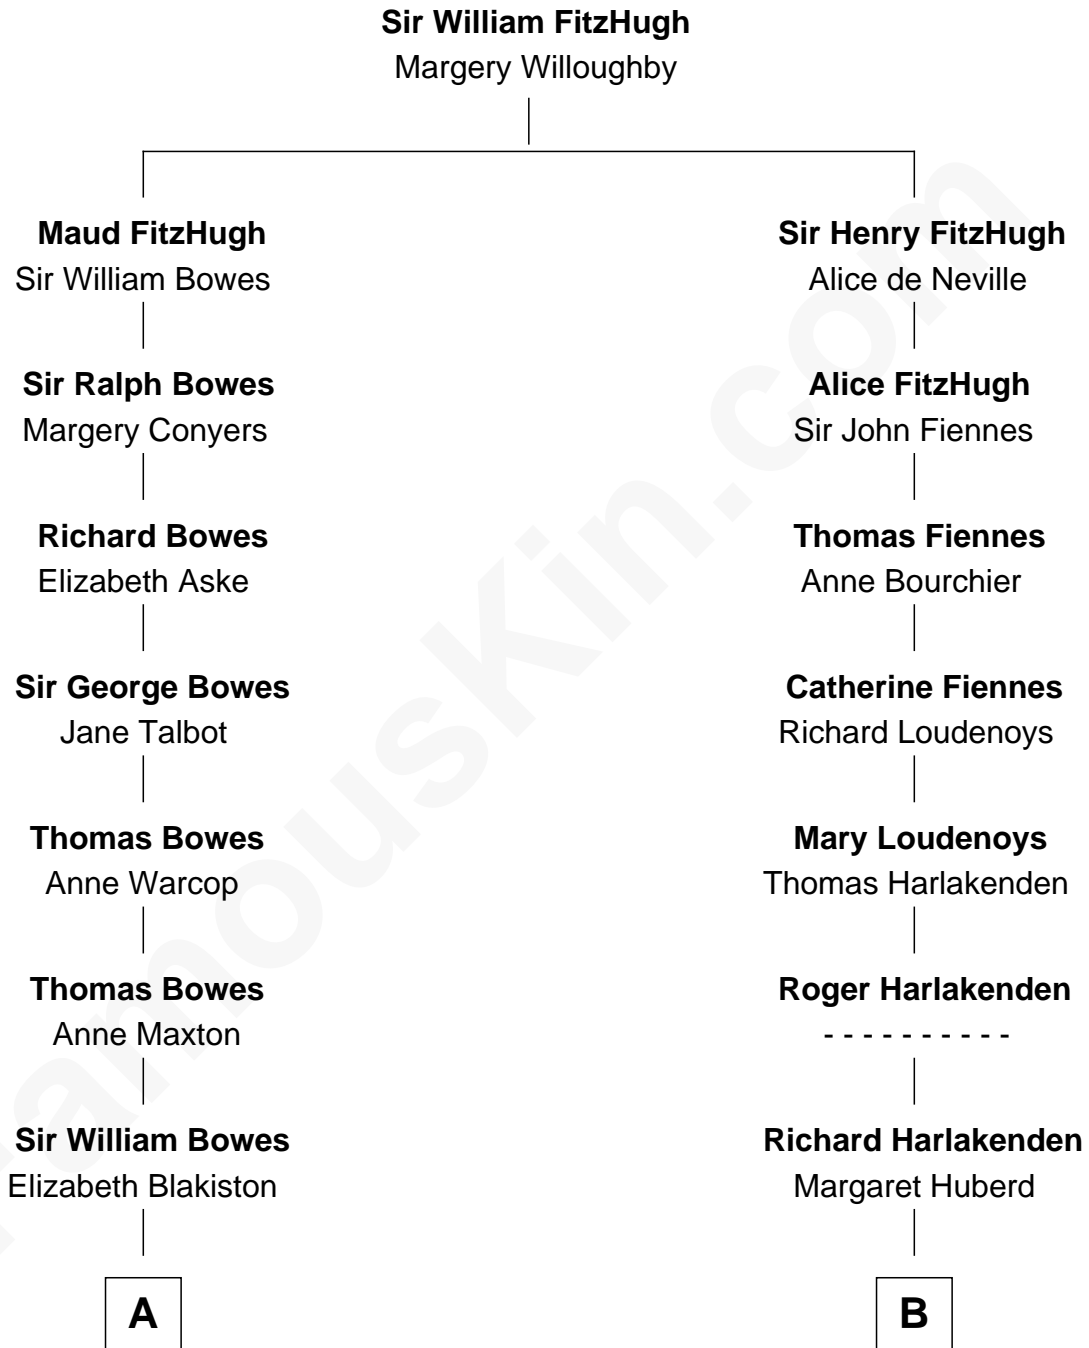 Sir William FitzHugh
Margery Willoughby
Maud FitzHugh
Sir William Bowes
Sir Henry FitzHugh
Alice de Neville
Sir Ralph Bowes
Margery Conyers
Alice FitzHugh
Sir John Fiennes
Richard Bowes
Elizabeth Aske
Thomas Fiennes
Anne Bourchier
Sir George Bowes
Jane Talbot
Catherine Fiennes
Richard Loudenoys
Thomas Bowes
Anne Warcop
Mary Loudenoys
Thomas Harlakenden
Thomas Bowes
Anne Maxton
Roger Harlakenden
- - - - - - - - - -
Sir William Bowes
Elizabeth Blakiston
Richard Harlakenden
Margaret Huberd
A
B
FamousKin.com